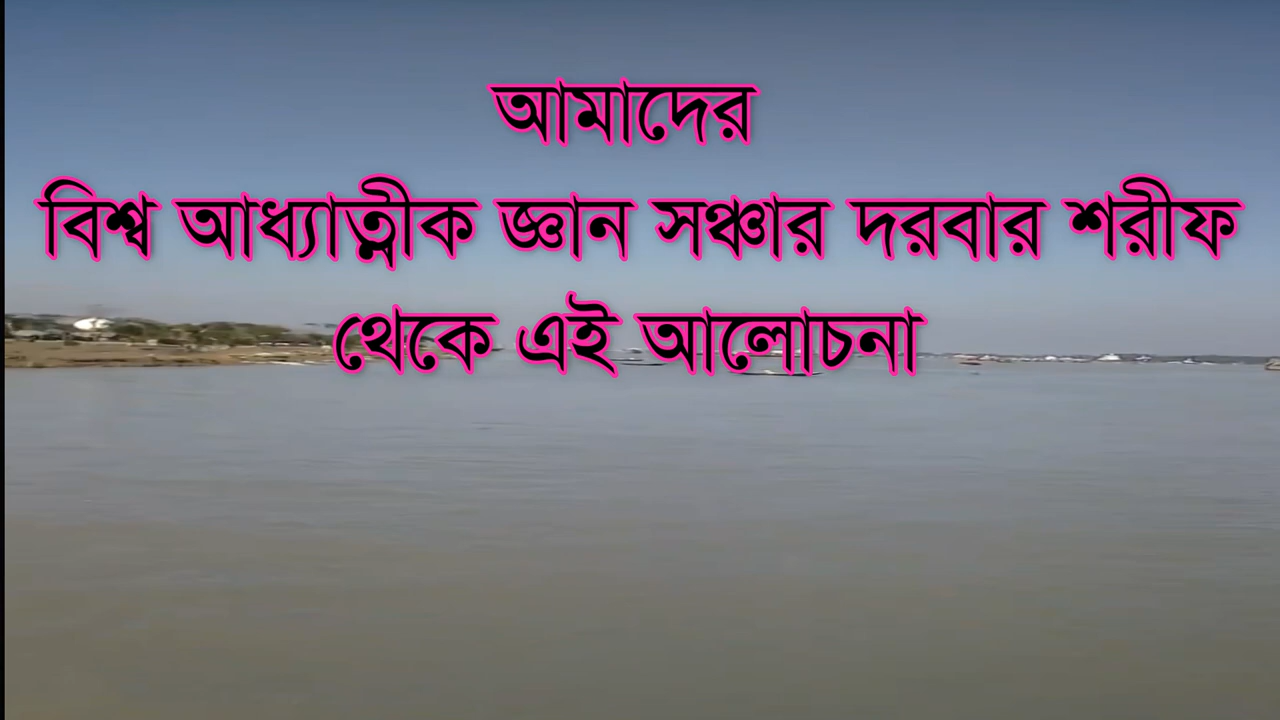 আমাদের
বিশ্ব আধ্যাত্নীক জ্ঞান সঞ্চার দরবার শরীফ
থেকে এই আলোচনা